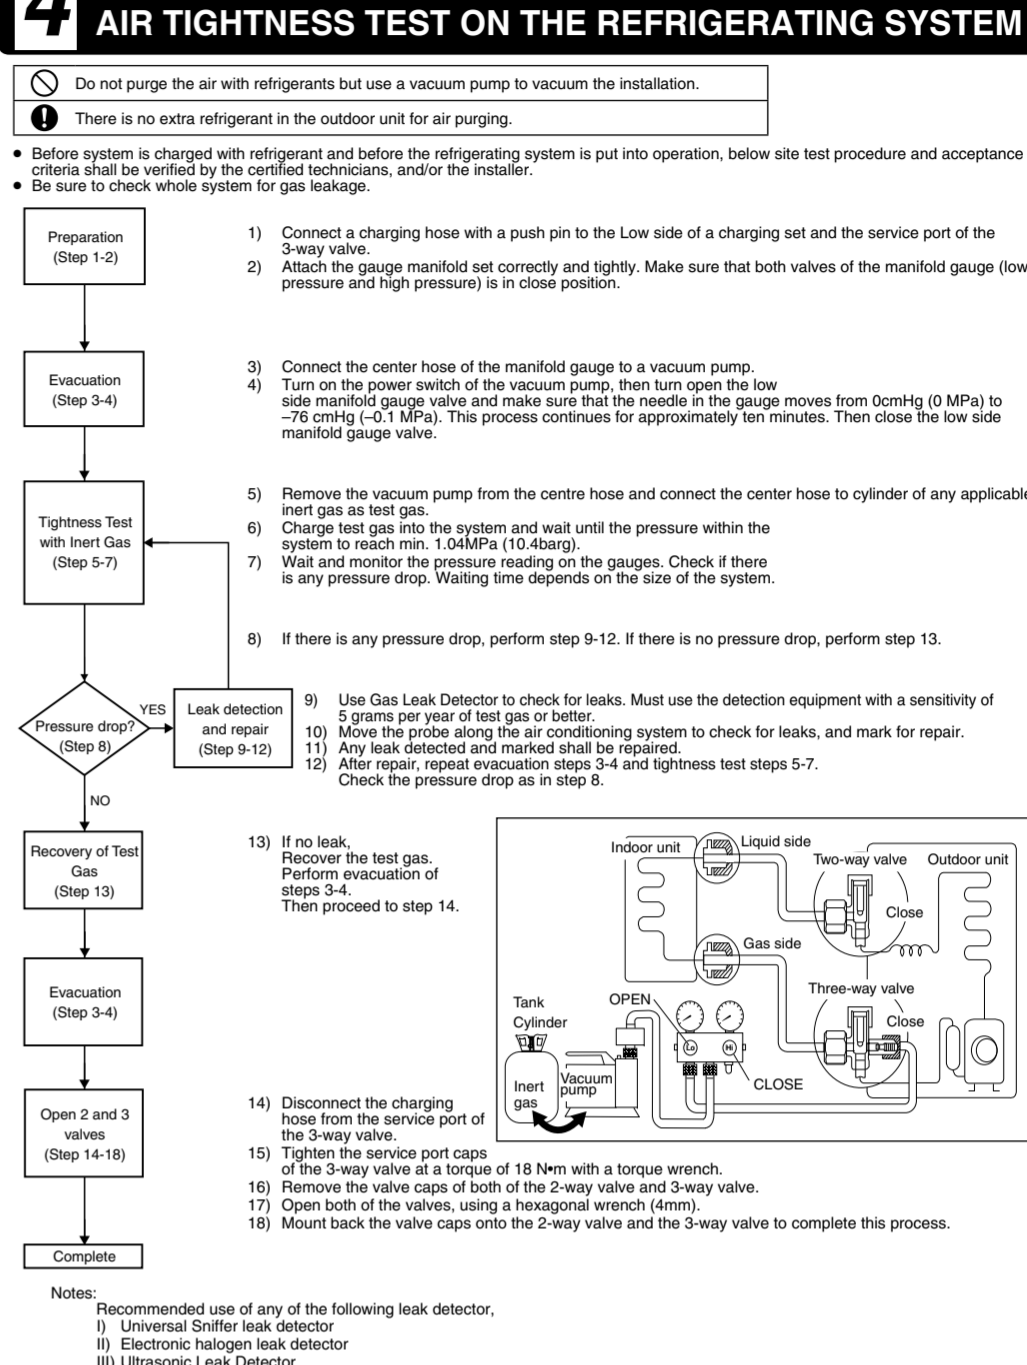 4 AIR TIGHTNESS TEST ON THE REFRIGERATING SYSTEM
Do not purge the air with refrigerants but use a vacuum pump to vacuum the installation.
There is no extra refrigerant in the outdoor unit for air purging.
● Before system is charged with refrigerant and before the refrigerating system is put into operation, below site test procedure and acceptance
criteria shall be verified by the certified technicians, and/or the installer.
● Be sure to check whole system for gas leakage.
Preparation
(Step 1-2)
1) Connect a charging hose with a push pin to the Low side of a charging set and the service port of the
3-way valve.
2) Attach the gauge manifold set correctly and tightly. Make sure that both valves of the manifold gauge (low
pressure and high pressure) is in close position.
Evacuation
(Step 3-4)
3) Connect the center hose of the manifold gauge to a vacuum pump.
4) Turn on the power switch of the vacuum pump, then turn open the low
side manifold gauge valve and make sure that the needle in the gauge moves from 0cmHg (0 MPa) to
–76 cmHg (–0.1 MPa). This process continues for approximately ten minutes. Then close the low side
manifold gauge valve.
Tightness Test
with Inert Gas
(Step 5-7)
5) Remove the vacuum pump from the centre hose and connect the center hose to cylinder of any applicable
inert gas as test gas.
6) Charge test gas into the system and wait until the pressure within the
system to reach min. 1.04MPa (10.4barg).
7) Wait and monitor the pressure reading on the gauges. Check if there
is any pressure drop. Waiting time depends on the size of the system.
8) If there is any pressure drop, perform step 9-12. If there is no pressure drop, perform step 13.
Pressure drop?
(Step 8)
YES
NO
Leak detection
and repair
(Step 9-12)
9) Use Gas Leak Detector to check for leaks. Must use the detection equipment with a sensitivity of
5 grams per year of test gas or better.
10) Move the probe along the air conditioning system to check for leaks, and mark for repair.
11) Any leak detected and marked shall be repaired.
12) After repair, repeat evacuation steps 3-4 and tightness test steps 5-7.
Check the pressure drop as in step 8.
Recovery of Test
Gas
(Step 13)
13) If no leak,
Recover the test gas.
Perform evacuation of
steps 3-4.
Then proceed to step 14.
Evacuation
(Step 3-4)
Indoor unit
Liquid side
Two-way valve
Outdoor unit
Close
Gas side
Three-way valve
Close
Tank
Cylinder
OPEN
Lo
Hi
CLOSE
Inert
gas
Vacuum
pump
Open 2 and 3
valves
(Step 14-18)
14) Disconnect the charging
hose from the service port of
the 3-way valve.
15) Tighten the service port caps
of the 3-way valve at a torque of 18 N•m with a torque wrench.
16) Remove the valve caps of both of the 2-way valve and 3-way valve.
17) Open both of the valves, using a hexagonal wrench (4mm).
18) Mount back the valve caps onto the 2-way valve and the 3-way valve to complete this process.
Complete
Notes:
Recommended use of any of the following leak detector,
I) Universal Sniffer leak detector
II) Electronic halogen leak detector
III) Ultrasonic Leak Detector